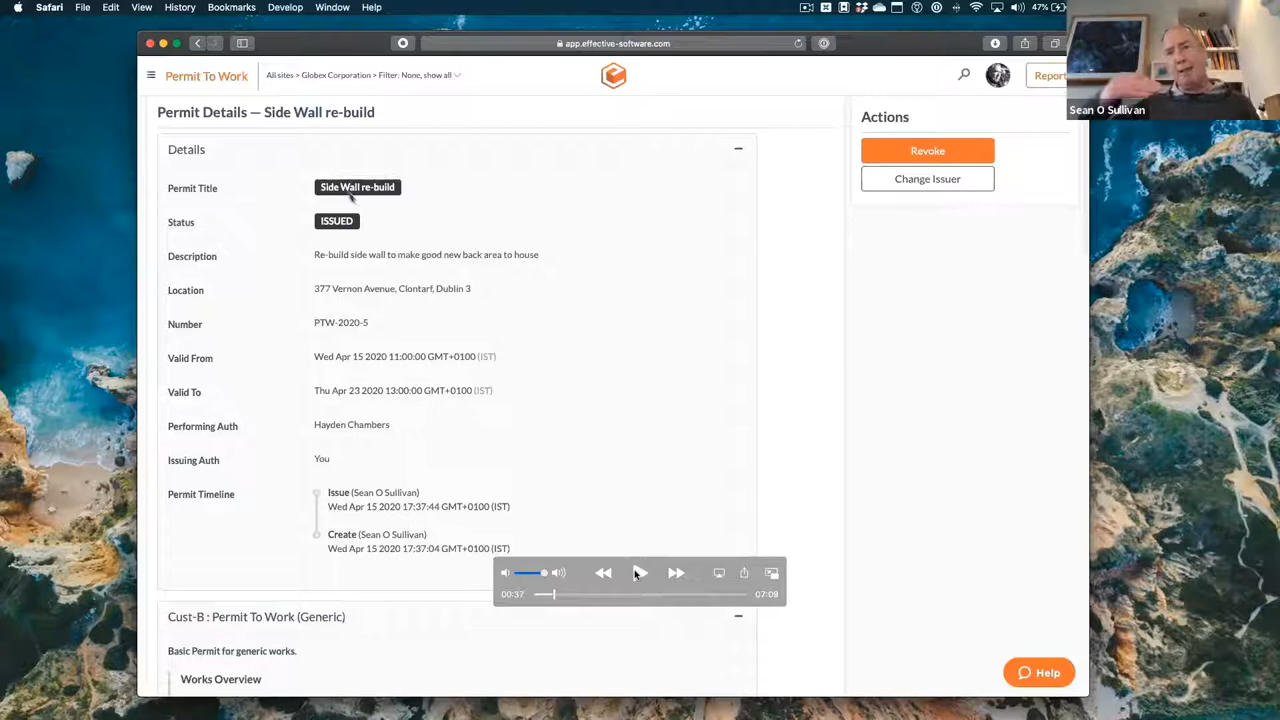 Safari File Edit View History Bookmarks Develop Window Help 47%
app.effective-software.com
Permit To Work All sites > Globex Corporation > Filter: None, show all Report
Sean O Sullivan
Permit Details — Side Wall re-build
Actions
Details
Revoke
Change Issuer
Permit Title Side Wall re-build
Status ISSUED
Description Re-build side wall to make good new back area to house
Location 377 Vernon Avenue, Clontarf, Dublin 3
Number PTW-2020-5
Valid From Wed Apr 15 2020 11:00:00 GMT+0100 (IST)
Valid To Thu Apr 23 2020 13:00:00 GMT+0100 (IST)
Performing Auth Hayden Chambers
Issuing Auth You
Permit Timeline Issue (Sean O Sullivan)
Wed Apr 15 2020 17:37:44 GMT+0100 (IST)
Create (Sean O Sullivan)
Wed Apr 15 2020 17:37:04 GMT+0100 (IST)
00:37 07:09
Cust-B : Permit To Work (Generic)
Basic Permit for generic works.
Works Overview
Help